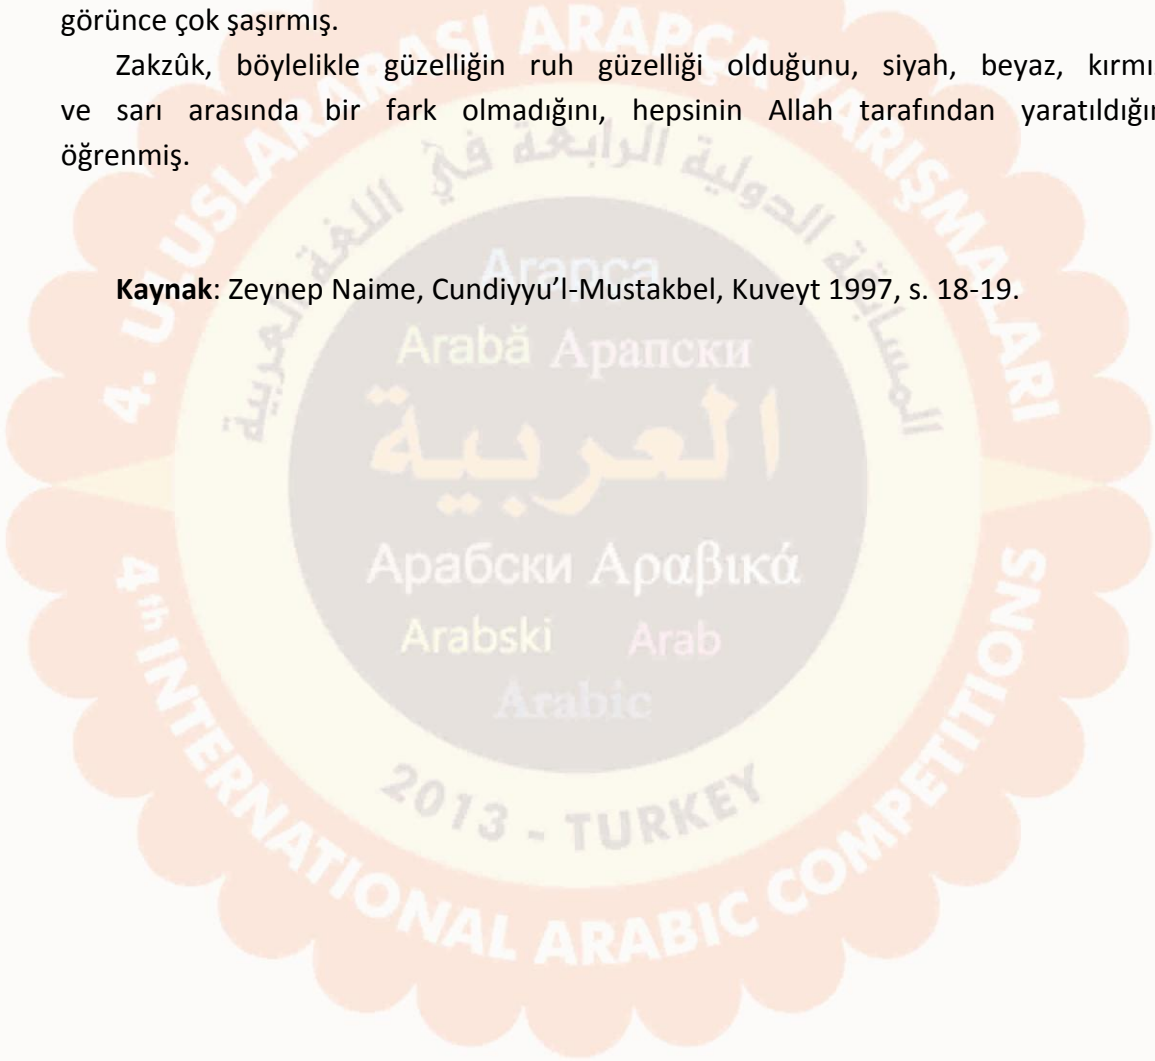 görünce çok şaşırmış.
Zakzûk, böylelikle güzelliğin ruh güzelliği olduğunu, siyah, beyaz, kırmı
ve sarı arasında bir fark olmadığını, hepsinin Allah tarafından yaratıldığı
öğrenmiş.
4. ULUSLARARASI ARAPÇA YARIŞMALARI
المسابقة الدولية الرابعة في اللغة العربية
Arapça
Kaynak: Zeynep Naime, Cundiyyu’l-Mustakbel, Kuveyt 1997, s. 18-19.
Arabă Арапски
العربية
Арабски Αραβικά
Arabski Arab
Arabic
2013 - TURKEY
4th INTERNATIONAL ARABIC COMPETITIONS